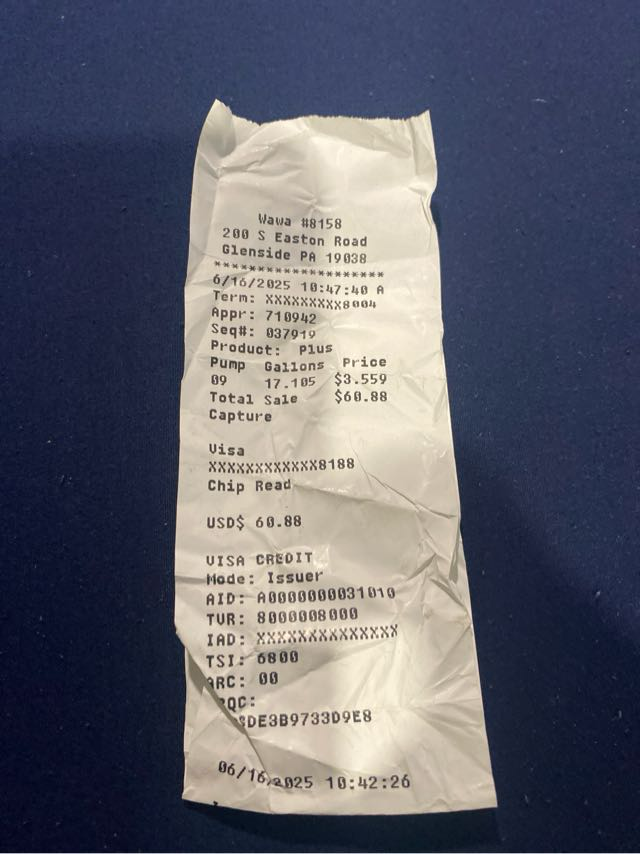 Wawa #8158
200 S Easton Road
Glenside PA 19038
*******************
6/16/2025 10:47:40 A
Term: XXXXXXXXX8004
Appr: 710942
Seq#: 037919
Product: Plus
Pump Gallons Price
09 17.105 $3.559
Total Sale $60.88
Capture
Visa
XXXXXXXXXXXX8188
Chip Read
USD$ 60.88
VISA CREDIT
Mode: Issuer
AID: A0000000031010
TVR: 8000008000
IAD: XXXXXXXXXXXXXX
TSI: 6800
ARC: 00
06/16/2025 10:42:26